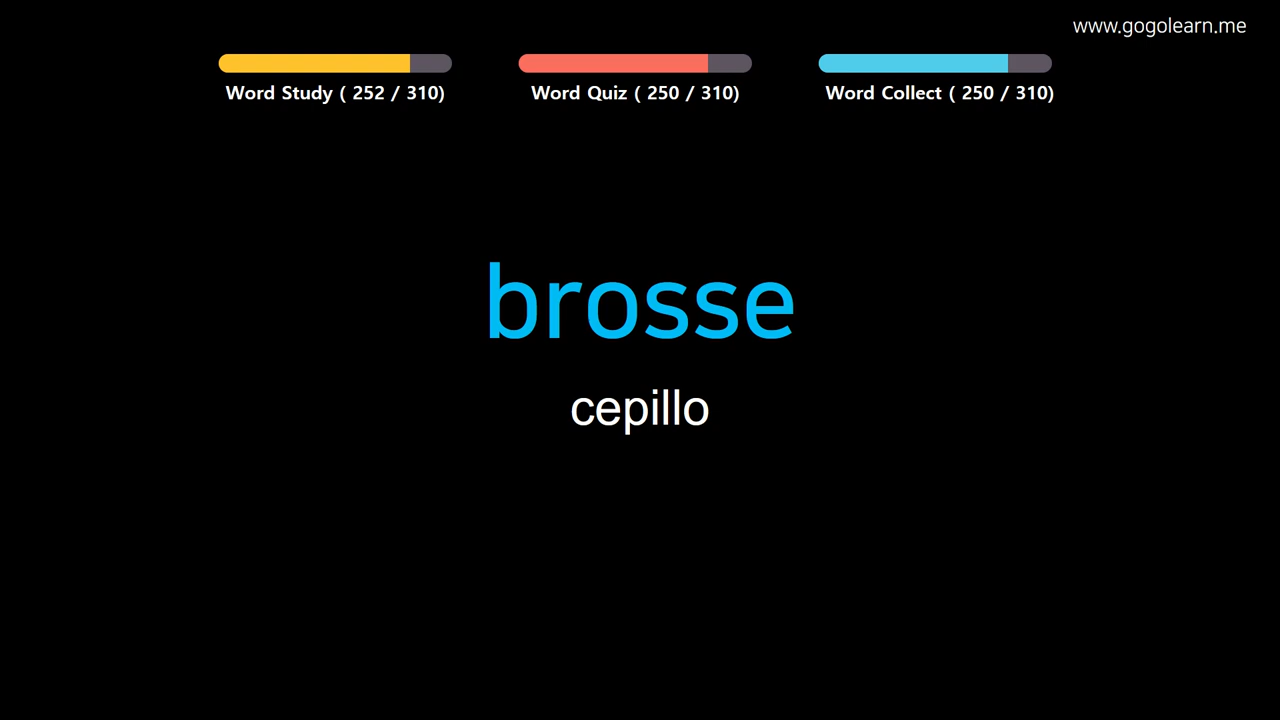 www.gogolearn.me
Word Study ( 252 / 310)
Word Quiz ( 250 / 310)
Word Collect ( 250 / 310)
brosse
cepillo